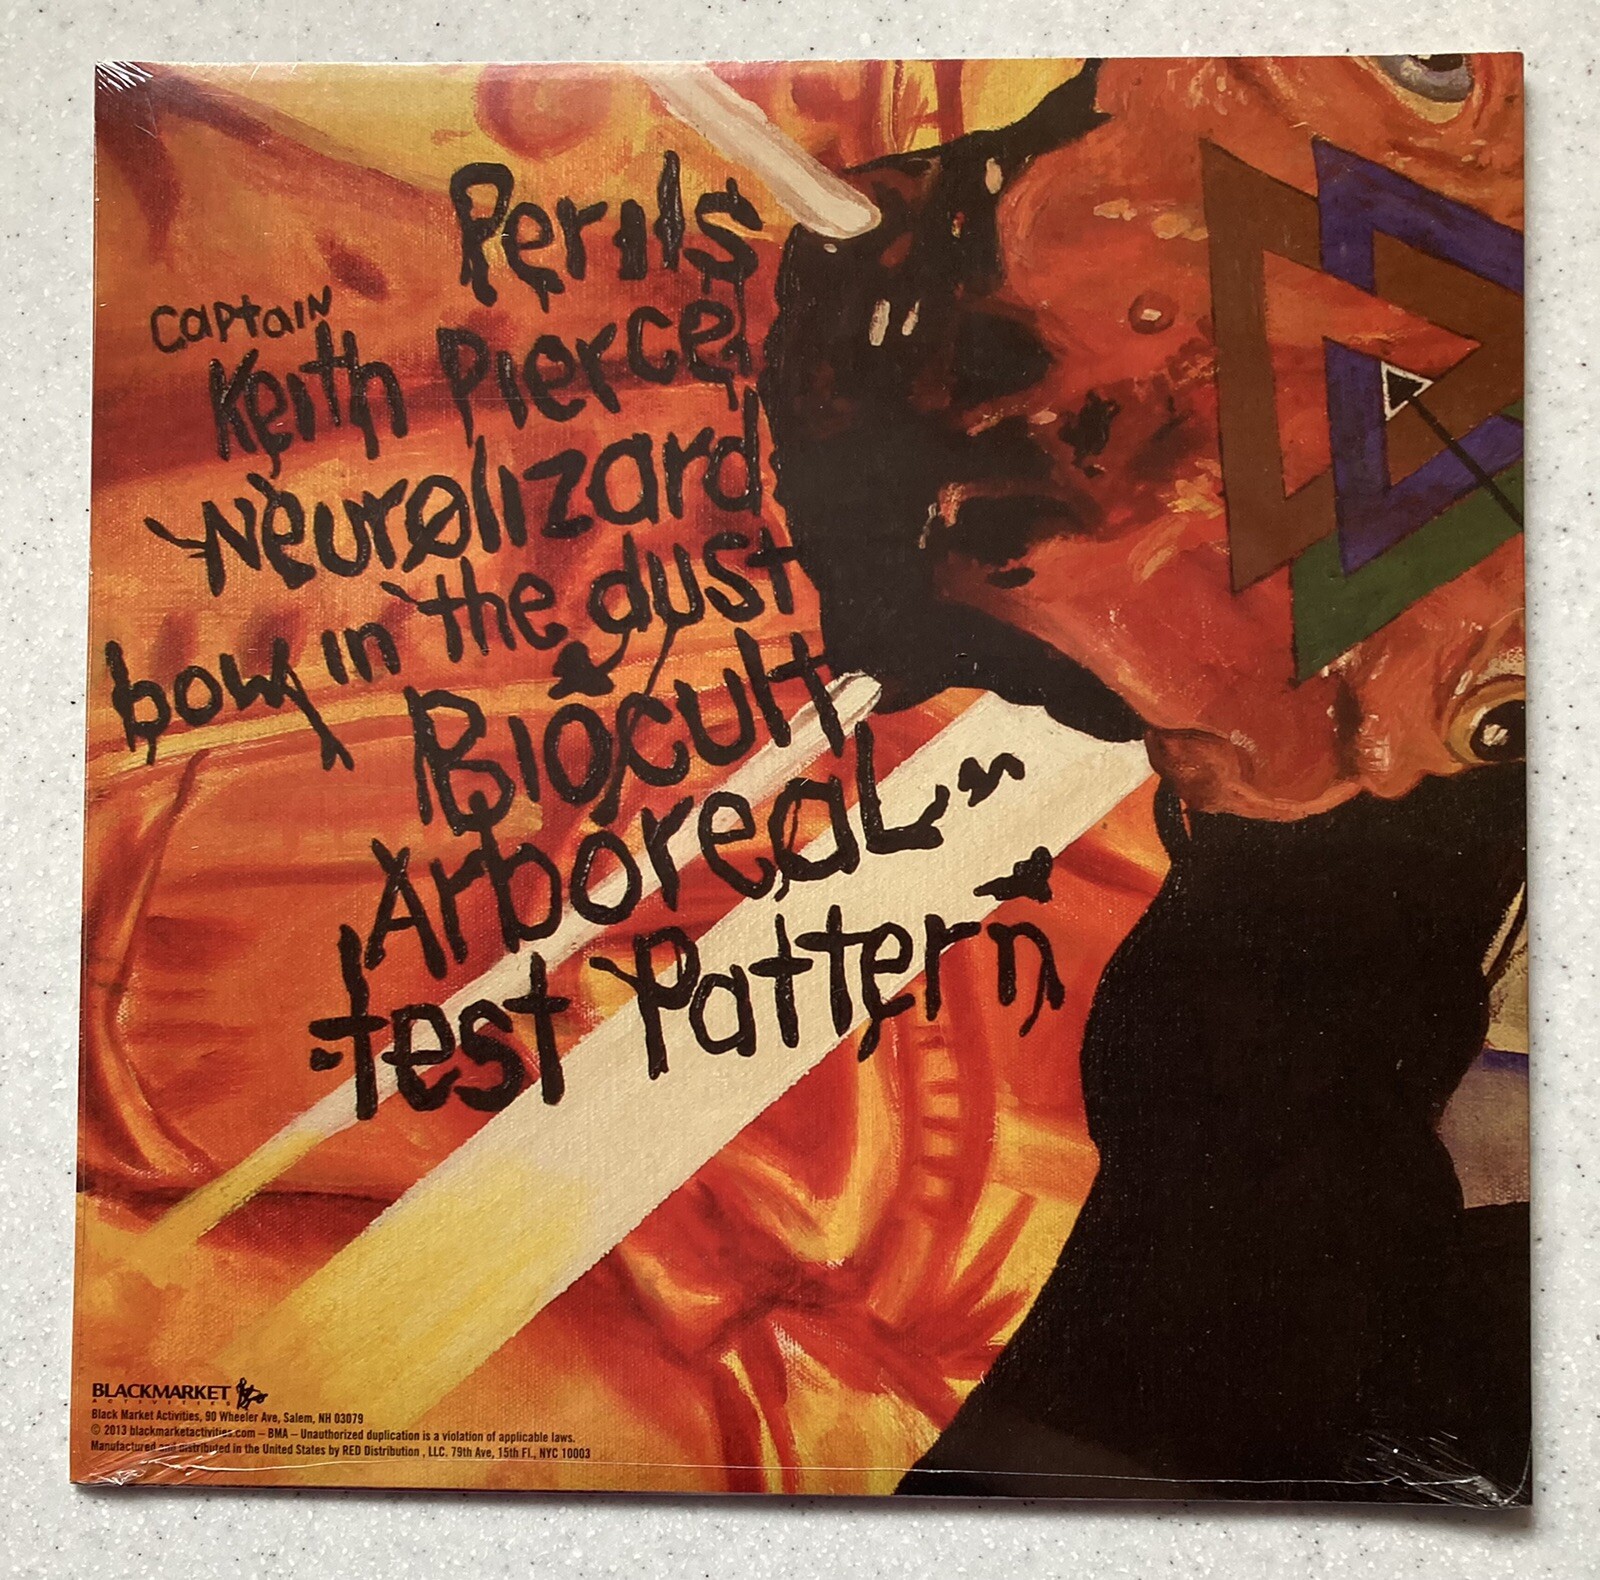 Perils
Captain
Keith Pierce
Neurolizard
bow in the dust
Biocult
Arboreal
test Pattern
BLACKMARKET
ACTIVITIES
Black Market Activities, 90 Wheeler Ave, Salem, NH 03079
© 2013 blackmarketactivities.com – BMA – Unauthorized duplication is a violation of applicable laws.
Manufactured and distributed in the United States by RED Distribution , LLC. 79th Ave, 15th Fl., NYC 10003